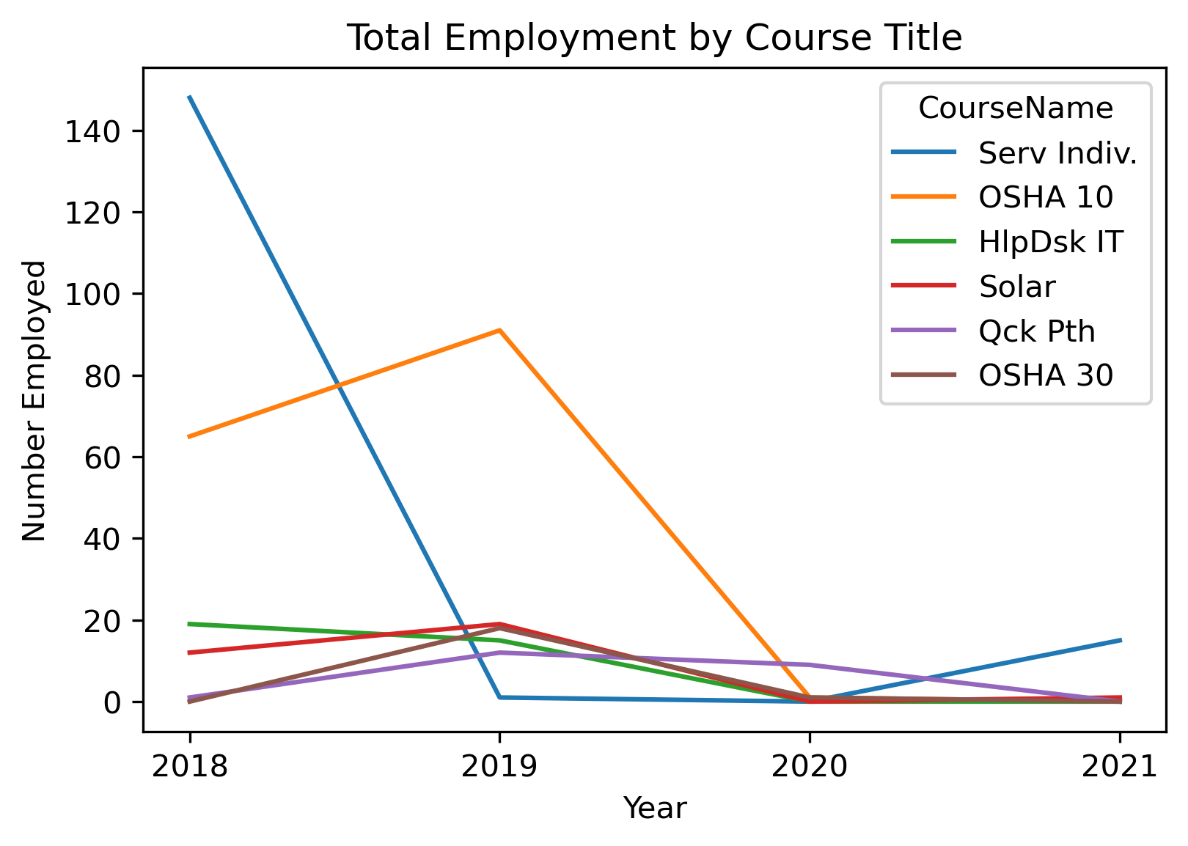 Total Employment by Course Title
CourseName
Serv Indiv.
OSHA 10
HlpDsk IT
Solar
Qck Pth
OSHA 30
Number Employed
140
120
100
80
60
40
20
0
2018 2019 2020 2021
Year